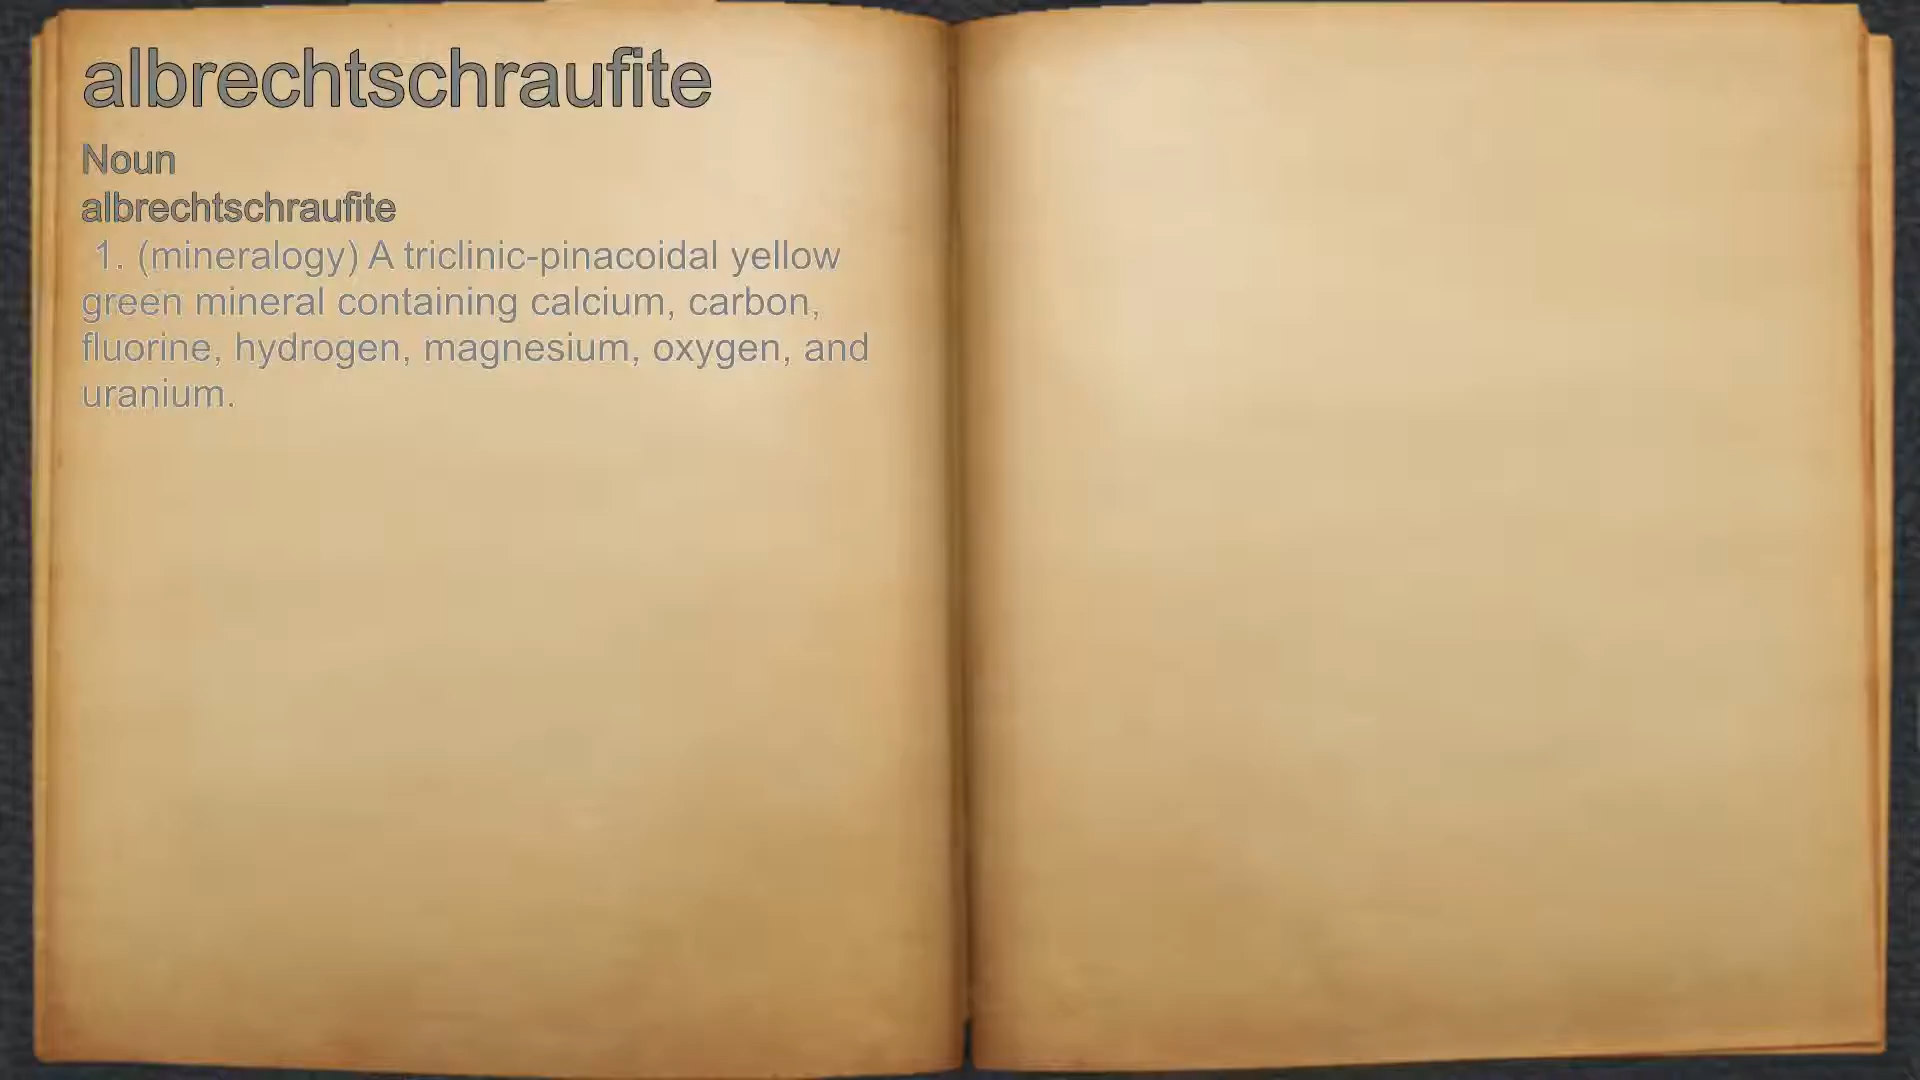 albrechtschraufite
Noun
albrechtschraufite
1. (mineralogy) A triclinic-pinacoidal yellow
green mineral containing calcium, carbon,
fluorine, hydrogen, magnesium, oxygen, and
uranium.